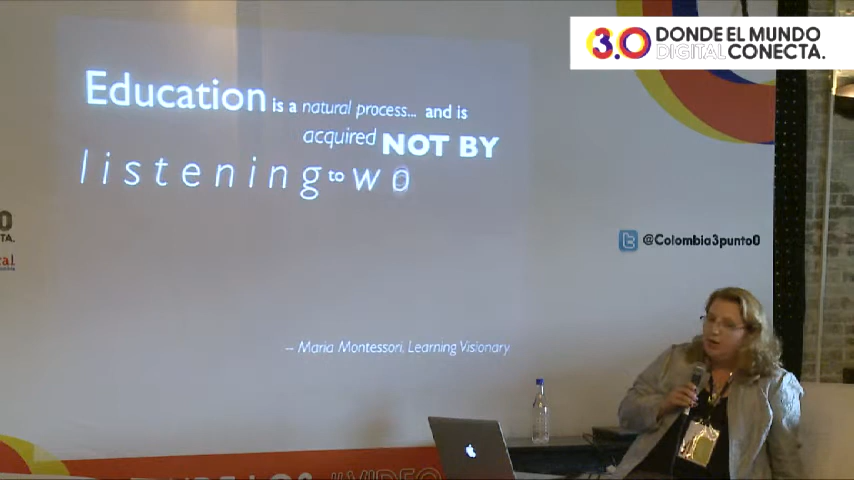 3.0 DONDE EL MUNDO
DIGITAL CONECTA.
Education is a natural process... and is
acquired NOT BY
listening to wo
@Colombia3punto0
– Maria Montessori, Learning Visionary